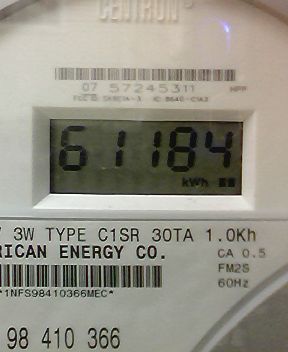 CENTRON
07 57245311 HPP
61184
kWh
3W TYPE C1SR 30TA 1.0Kh
RICAN ENERGY CO.
CA 0.5
FM2S
60Hz
*1NFS98410366MEC*
98 410 366